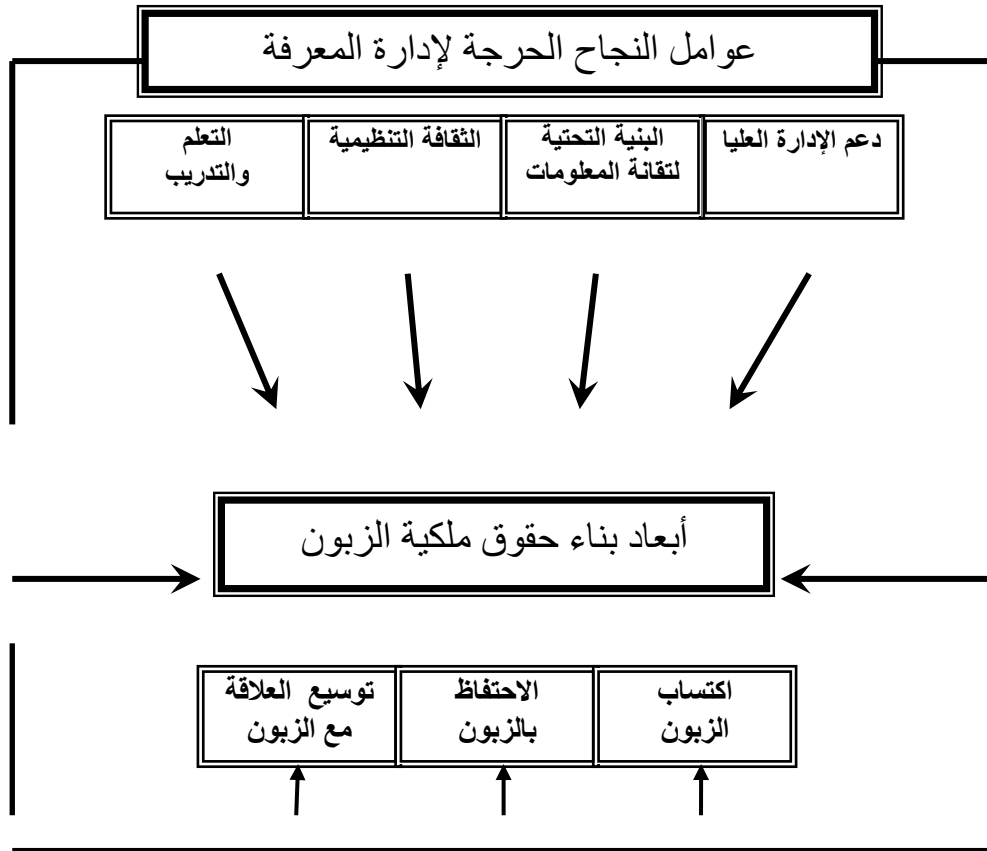 عوامل النجاح الحرجة لإدارة المعرفة
دعم الإدارة العليا
البنية التحتية
لتقانة المعلومات
الثقافة التنظيمية
التعلم
والتدريب
أبعاد بناء حقوق ملكية الزبون
اكتساب
الزبون
الاحتفاظ
بالزبون
توسيع العلاقة
مع الزبون